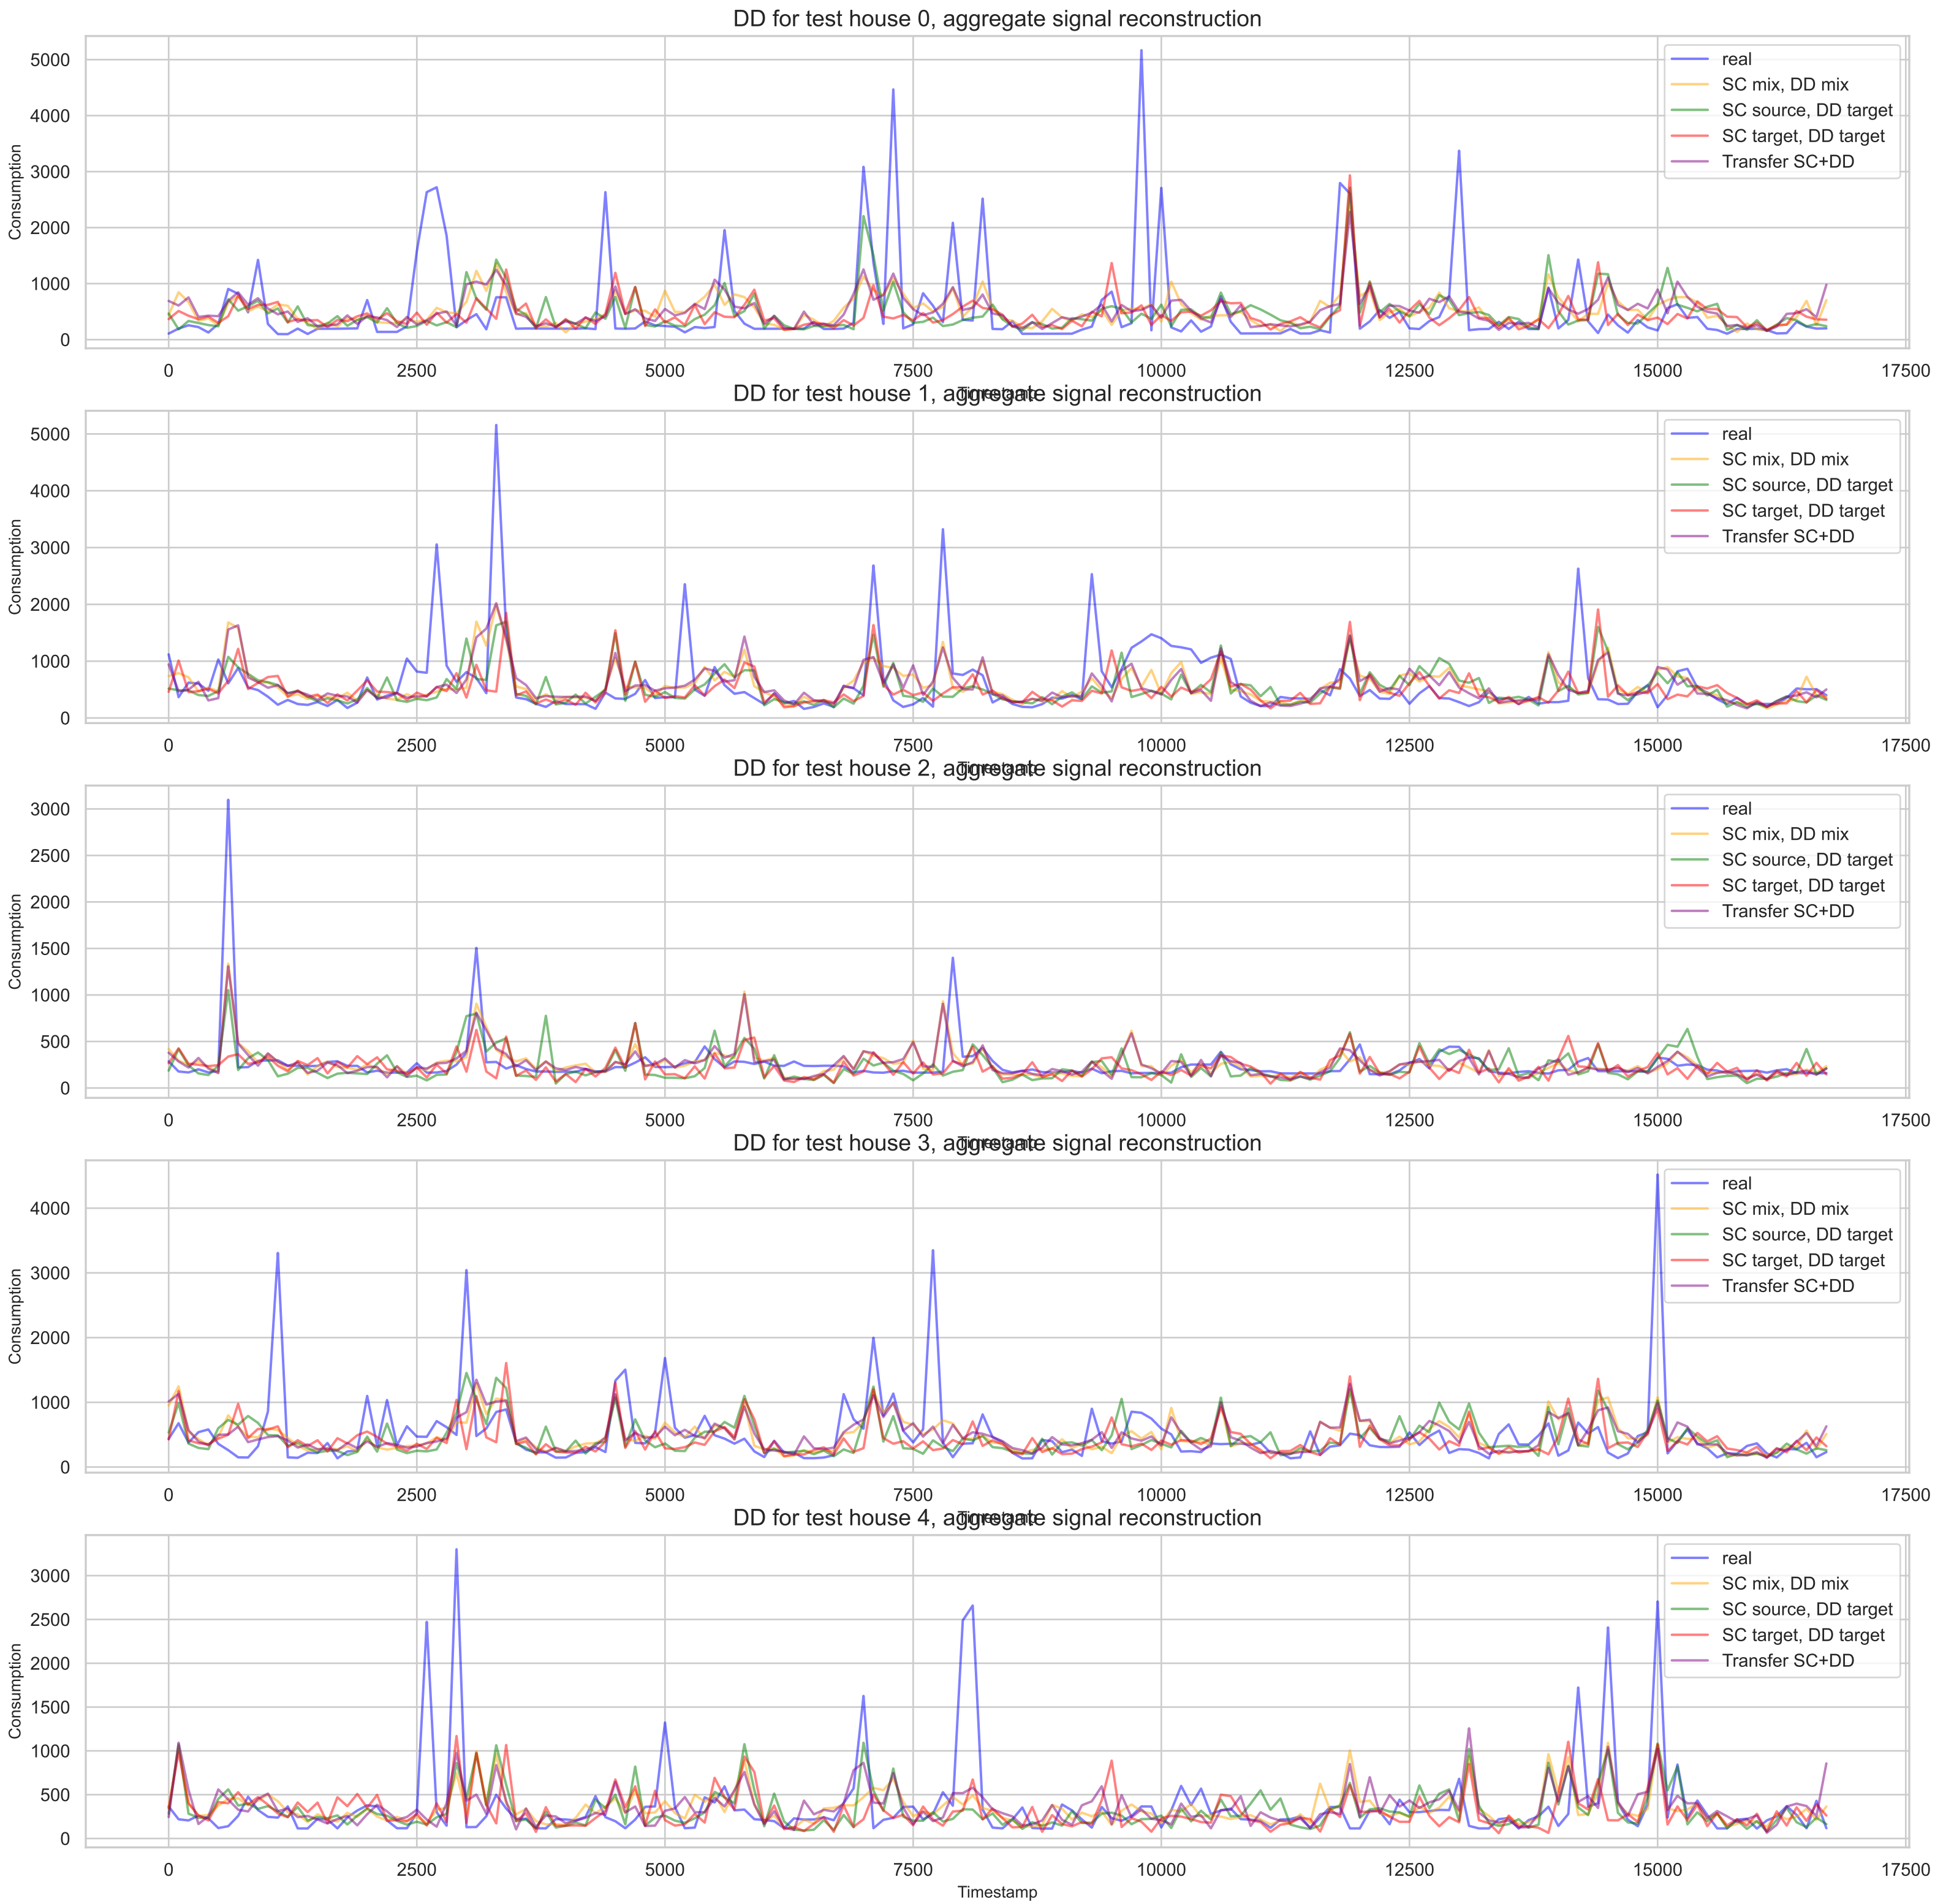 DD for test house 0, aggregate signal reconstruction
Consumption
5000
4000
3000
2000
1000
0
real
SC mix, DD mix
SC source, DD target
SC target, DD target
Transfer SC+DD
0 2500 5000 7500 10000 12500 15000 17500
Timestamp
DD for test house 1, aggregate signal reconstruction
Consumption
5000
4000
3000
2000
1000
0
real
SC mix, DD mix
SC source, DD target
SC target, DD target
Transfer SC+DD
0 2500 5000 7500 10000 12500 15000 17500
Timestamp
DD for test house 2, aggregate signal reconstruction
Consumption
3000
2500
2000
1500
1000
500
0
real
SC mix, DD mix
SC source, DD target
SC target, DD target
Transfer SC+DD
0 2500 5000 7500 10000 12500 15000 17500
Timestamp
DD for test house 3, aggregate signal reconstruction
Consumption
4000
3000
2000
1000
0
real
SC mix, DD mix
SC source, DD target
SC target, DD target
Transfer SC+DD
0 2500 5000 7500 10000 12500 15000 17500
Timestamp
DD for test house 4, aggregate signal reconstruction
Consumption
3000
2500
2000
1500
1000
500
0
real
SC mix, DD mix
SC source, DD target
SC target, DD target
Transfer SC+DD
0 2500 5000 7500 10000 12500 15000 17500
Timestamp